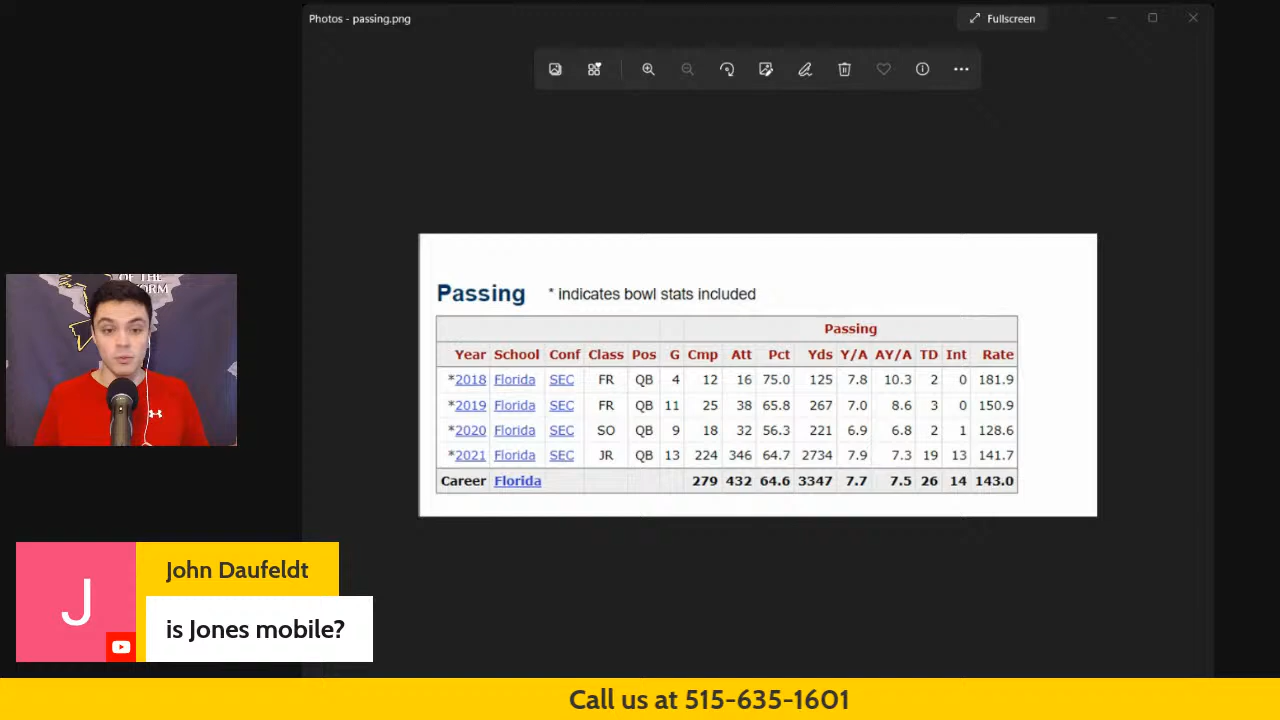 Photos - passing.png
Fullscreen
OF THE
Passing * indicates bowl stats included
Passing
Year School Conf Class Pos G Cmp Att Pct Yds Y/A AY/A TD Int Rate
*2018 Florida SEC FR QB 4 12 16 75.0 125 7.8 10.3 2 0 181.9
*2019 Florida SEC FR QB 11 25 38 65.8 267 7.0 8.6 3 0 150.9
*2020 Florida SEC SO QB 9 18 32 56.3 221 6.9 6.8 2 1 128.6
*2021 Florida SEC JR QB 13 224 346 64.7 2734 7.9 7.3 19 13 141.7
Career Florida 279 432 64.6 3347 7.7 7.5 26 14 143.0
J
John Daufeldt
is Jones mobile?
Call us at 515-635-1601